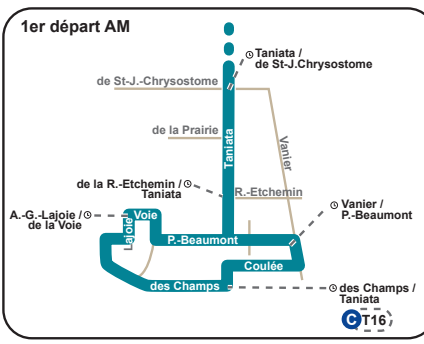 1er départ AM
Taniata /
de St-J.Chrysostome
de St-J.-Chrysostome
de la Prairie
Taniata
Vanier
de la R.-Etchemin /
Taniata
R.-Etchemin
A.-G.-Lajoie /
de la Voie
Voie
Lajoie
Vanier /
P.-Beaumont
P.-Beaumont
Coulée
des Champs
des Champs /
Taniata
C T16